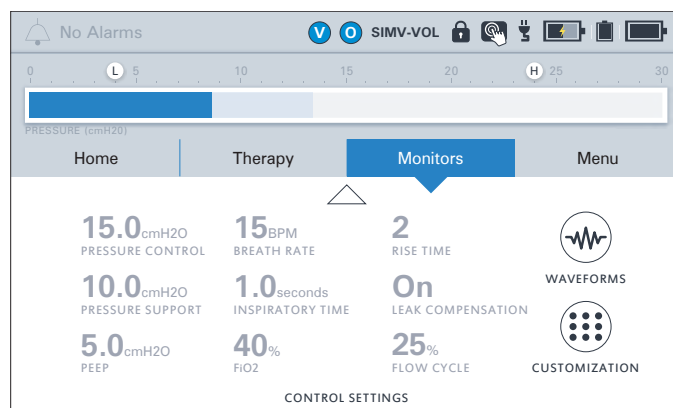 No Alarms V O SIMV-VOL
0 L 5 10 15 20 H 25 30
PRESSURE (cmH20)
Home Therapy Monitors Menu
15.0cmH2O 15BPM 2
PRESSURE CONTROL BREATH RATE RISE TIME
10.0cmH2O 1.0seconds On WAVEFORMS
PRESSURE SUPPORT INSPIRATORY TIME LEAK COMPENSATION
5.0cmH2O 40% 25%
PEEP FiO2 FLOW CYCLE CUSTOMIZATION
CONTROL SETTINGS